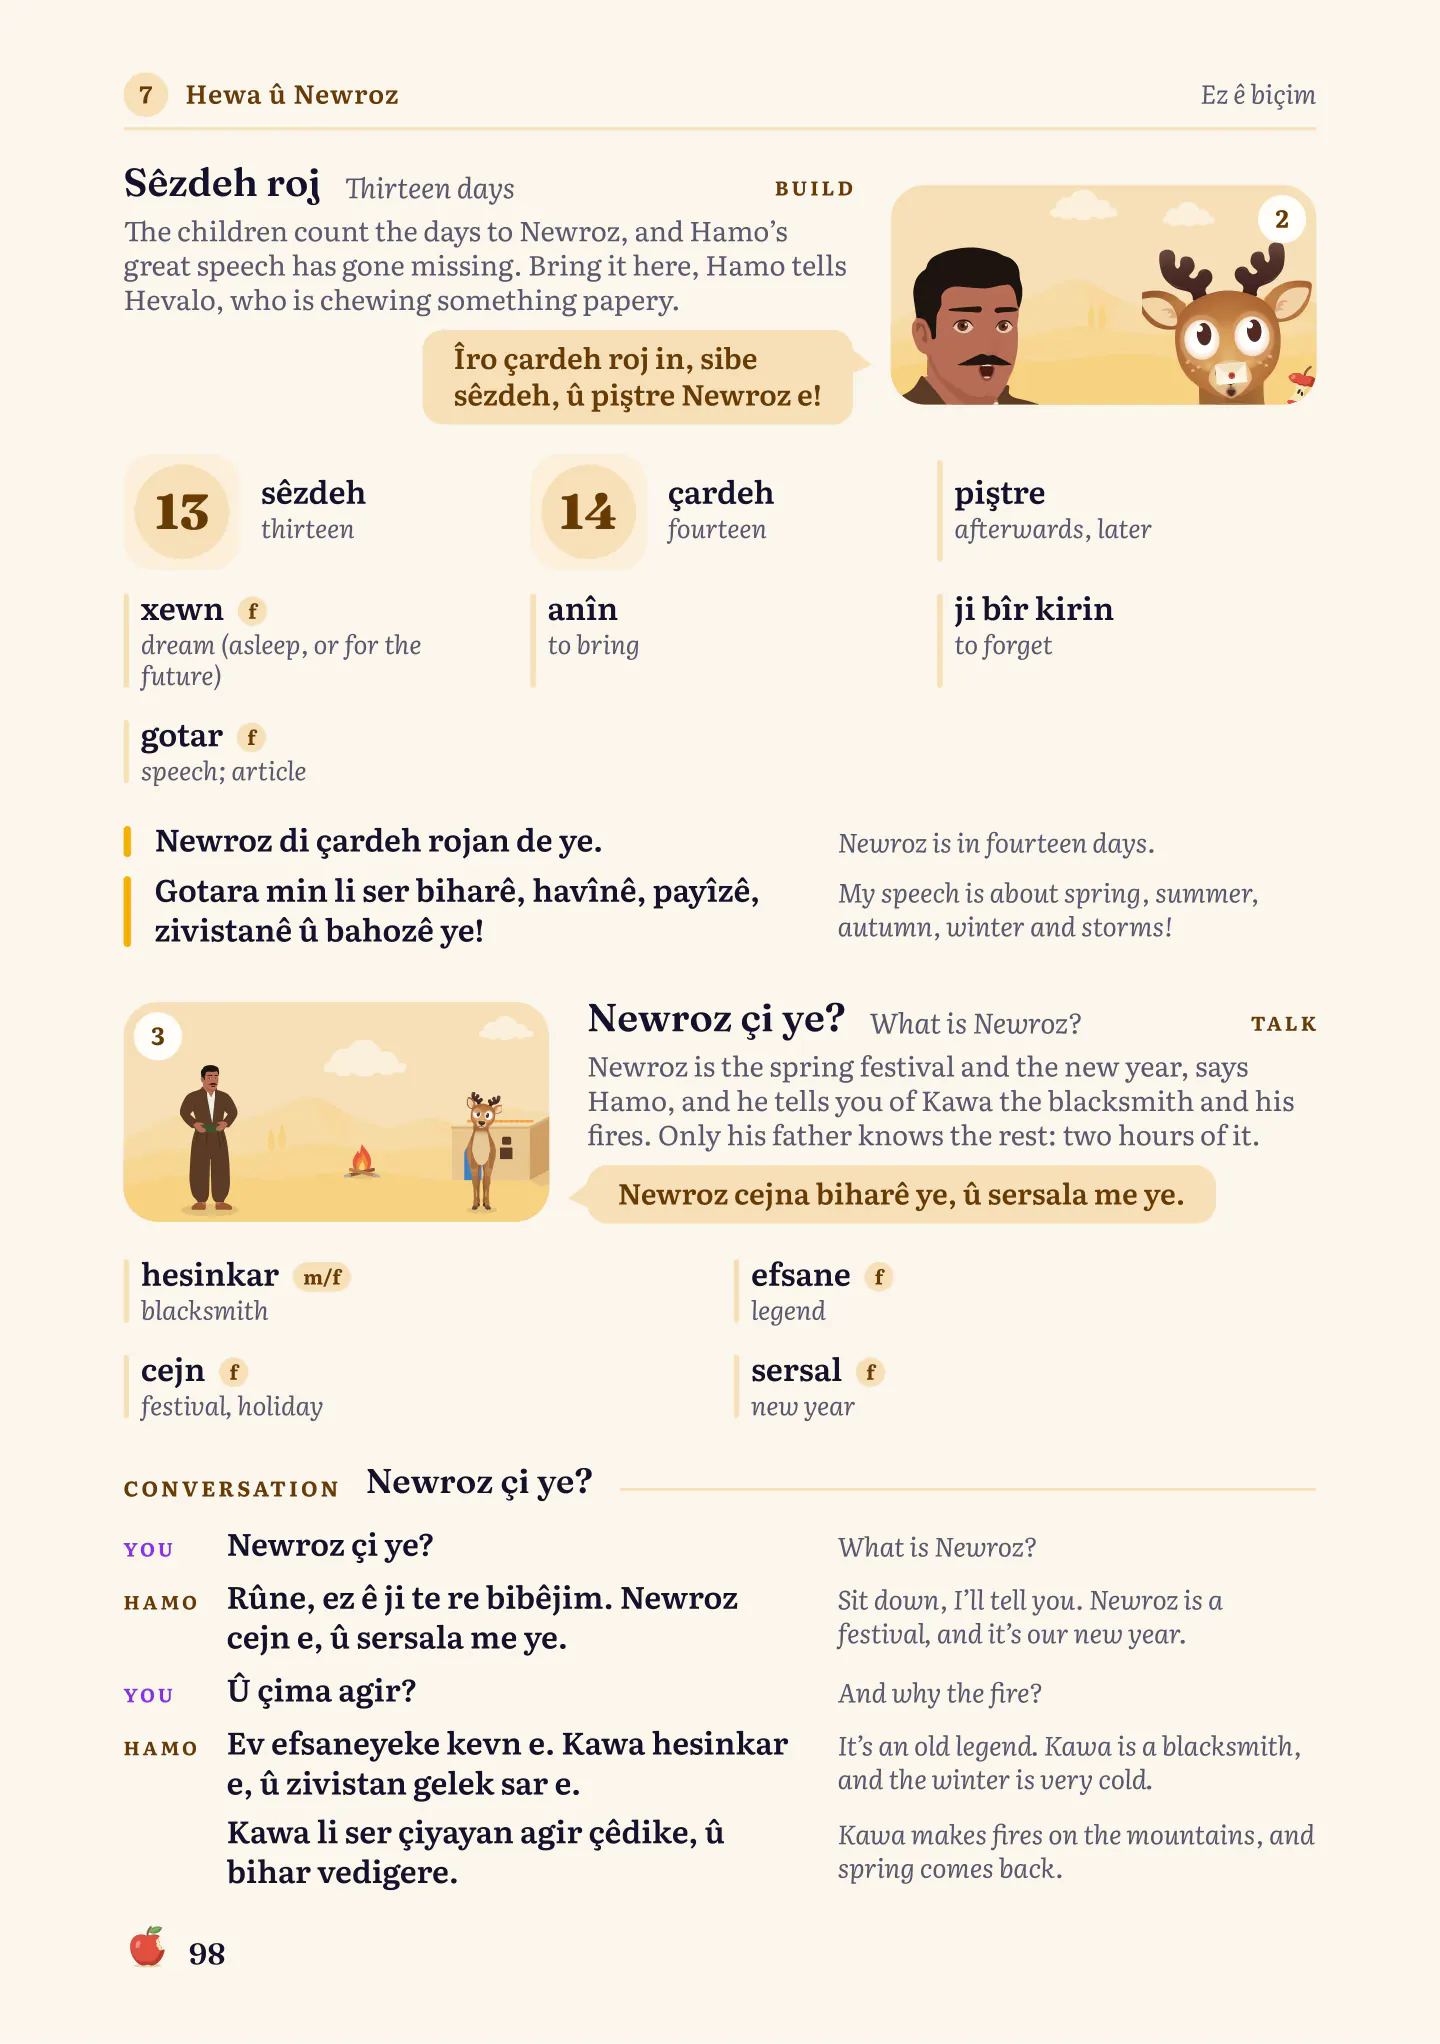 7 Hewa û Newroz
Ez ê biçim
Sêzdeh roj Thirteen days BUILD
The children count the days to Newroz, and Hamo’s
great speech has gone missing. Bring it here, Hamo tells
Hevalo, who is chewing something papery.
Îro çardeh roj in, sibe
sêzdeh, û piştre Newroz e!
2
13 sêzdeh
thirteen
14 çardeh
fourteen
piştre
afterwards, later
xewn f
dream (asleep, or for the
future)
anîn
to bring
ji bîr kirin
to forget
gotar f
speech; article
Newroz di çardeh rojan de ye.
Newroz is in fourteen days.
Gotara min li ser biharê, havînê, payîzê,
zivistanê û bahozê ye!
My speech is about spring, summer,
autumn, winter and storms!
3
Newroz çi ye? What is Newroz? TALK
Newroz is the spring festival and the new year, says
Hamo, and he tells you of Kawa the blacksmith and his
fires. Only his father knows the rest: two hours of it.
Newroz cejna biharê ye, û sersala me ye.
hesinkar m/f
blacksmith
efsane f
legend
cejn f
festival, holiday
sersal f
new year
CONVERSATION Newroz çi ye?
YOU Newroz çi ye?
What is Newroz?
HAMO Rûne, ez ê ji te re bibêjim. Newroz
cejn e, û sersala me ye.
Sit down, I’ll tell you. Newroz is a
festival, and it’s our new year.
YOU Û çima agir?
And why the fire?
HAMO Ev efsaneyeke kevn e. Kawa hesinkar
e, û zivistan gelek sar e.
It’s an old legend. Kawa is a blacksmith,
and the winter is very cold.
Kawa li ser çiyayan agir çêdike, û
bihar vedigere.
Kawa makes fires on the mountains, and
spring comes back.
98